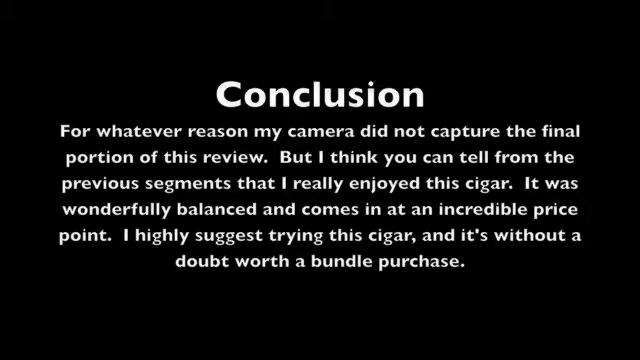 Conclusion
For whatever reason my camera did not capture the final
portion of this review.  But I think you can tell from the
previous segments that I really enjoyed this cigar.  It was
wonderfully balanced and comes in at an incredible price
point.  I highly suggest trying this cigar, and it's without a
doubt worth a bundle purchase.